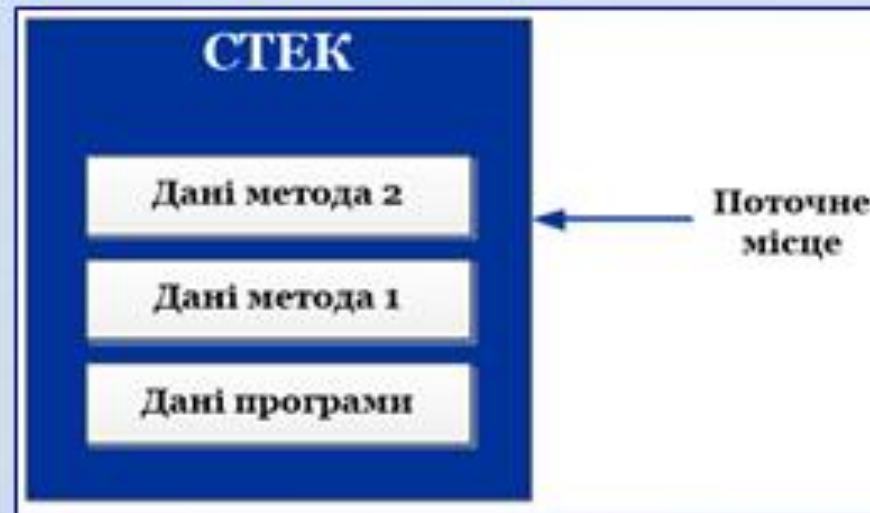 СТЕК
Дані метода 2
Поточне
місце
Дані метода 1
Дані програми